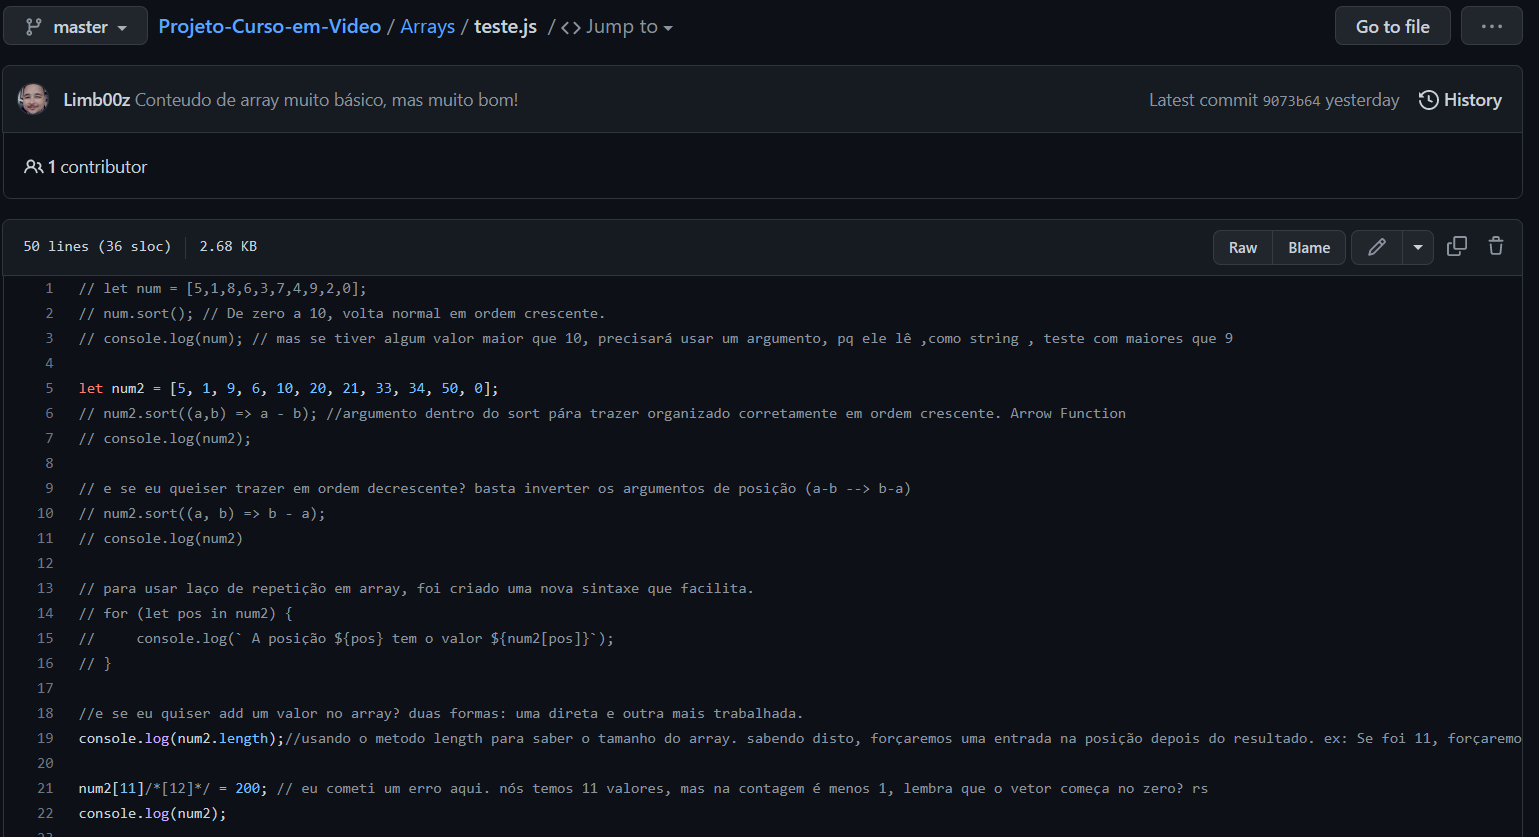 master Projeto-Curso-em-Video / Arrays / teste.js / <> Jump to Go to file ...
Limb00z Conteudo de array muito básico, mas muito bom! Latest commit 9073b64 yesterday History
1 contributor
50 lines (36 sloc) 2.68 KB Raw Blame
1 // let num = [5,1,8,6,3,7,4,9,2,0];
2 // num.sort(); // De zero a 10, volta normal em ordem crescente.
3 // console.log(num); // mas se tiver algum valor maior que 10, precisará usar um argumento, pq ele lê ,como string , teste com maiores que 9
4
5 let num2 = [5, 1, 9, 6, 10, 20, 21, 33, 34, 50, 0];
6 // num2.sort((a,b) => a - b); //argumento dentro do sort pára trazer organizado corretamente em ordem crescente. Arrow Function
7 // console.log(num2);
8
9 // e se eu queiser trazer em ordem decrescente? basta inverter os argumentos de posição (a-b --> b-a)
10 // num2.sort((a, b) => b - a);
11 // console.log(num2)
12
13 // para usar laço de repetição em array, foi criado uma nova sintaxe que facilita.
14 // for (let pos in num2) {
15 //     console.log(` A posição ${pos} tem o valor ${num2[pos]}`);
16 // }
17
18 //e se eu quiser add um valor no array? duas formas: uma direta e outra mais trabalhada.
19 console.log(num2.length);//usando o metodo length para saber o tamanho do array. sabendo disto, forçaremos uma entrada na posição depois do resultado. ex: Se foi 11, forçaremo
20
21 num2[11]/*[12]*/ = 200; // eu cometi um erro aqui. nós temos 11 valores, mas na contagem é menos 1, lembra que o vetor começa no zero? rs
22 console.log(num2);
23